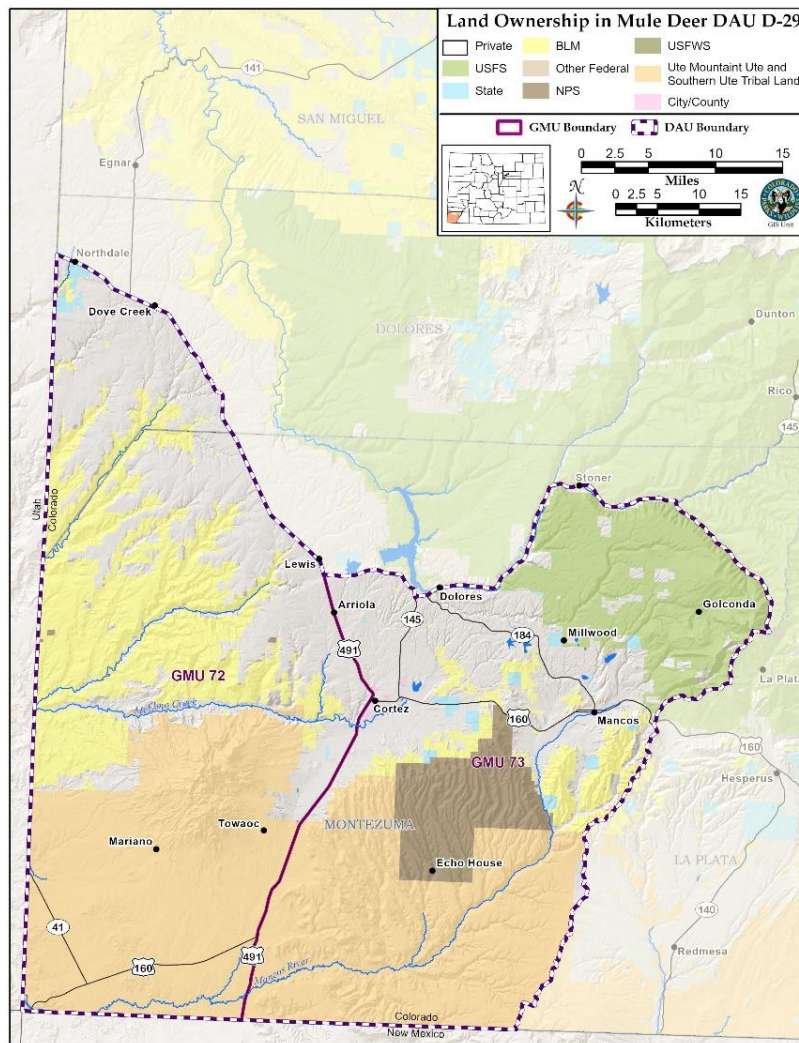 Land Ownership in Mule Deer DAU D-29
Private
BLM
USFWS
USFS
Other Federal
Ute Mountaint Ute and
Southern Ute Tribal Land
State
NPS
City/County
GMU Boundary
DAU Boundary
0 2.5 5 10 15
Miles
N
0 2.5 5 10 15
Kilometers
COLORADO
GIS Unit
141
SAN MIGUEL
Egnar
Northdale
Dove Creek
DOLORES
Dunton
Rico
145
Stoner
Utah
Colorado
Lewis
Dolores
Arriola
145
Golconda
184
Millwood
491
GMU 72
La Plata
McElmo Creek
Cortez
160
Mancos
160
GMU 73
Hesperus
Towaoc
MONTEZUMA
Mariano
Echo House
LA PLATA
41
140
491
Redmesa
160
Mancos River
Colorado
New Mexico